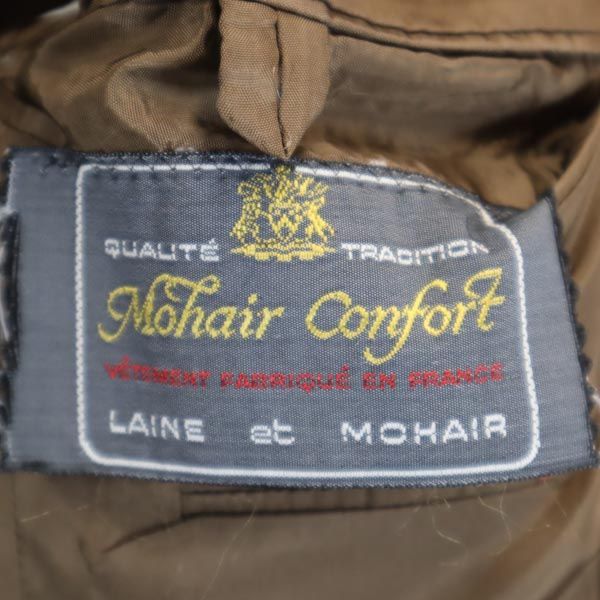 QUALITÉ TRADITION
Mohair Confort
VÊTEMENT FABRIQUÉ EN FRANCE
LAINE et MOHAIR